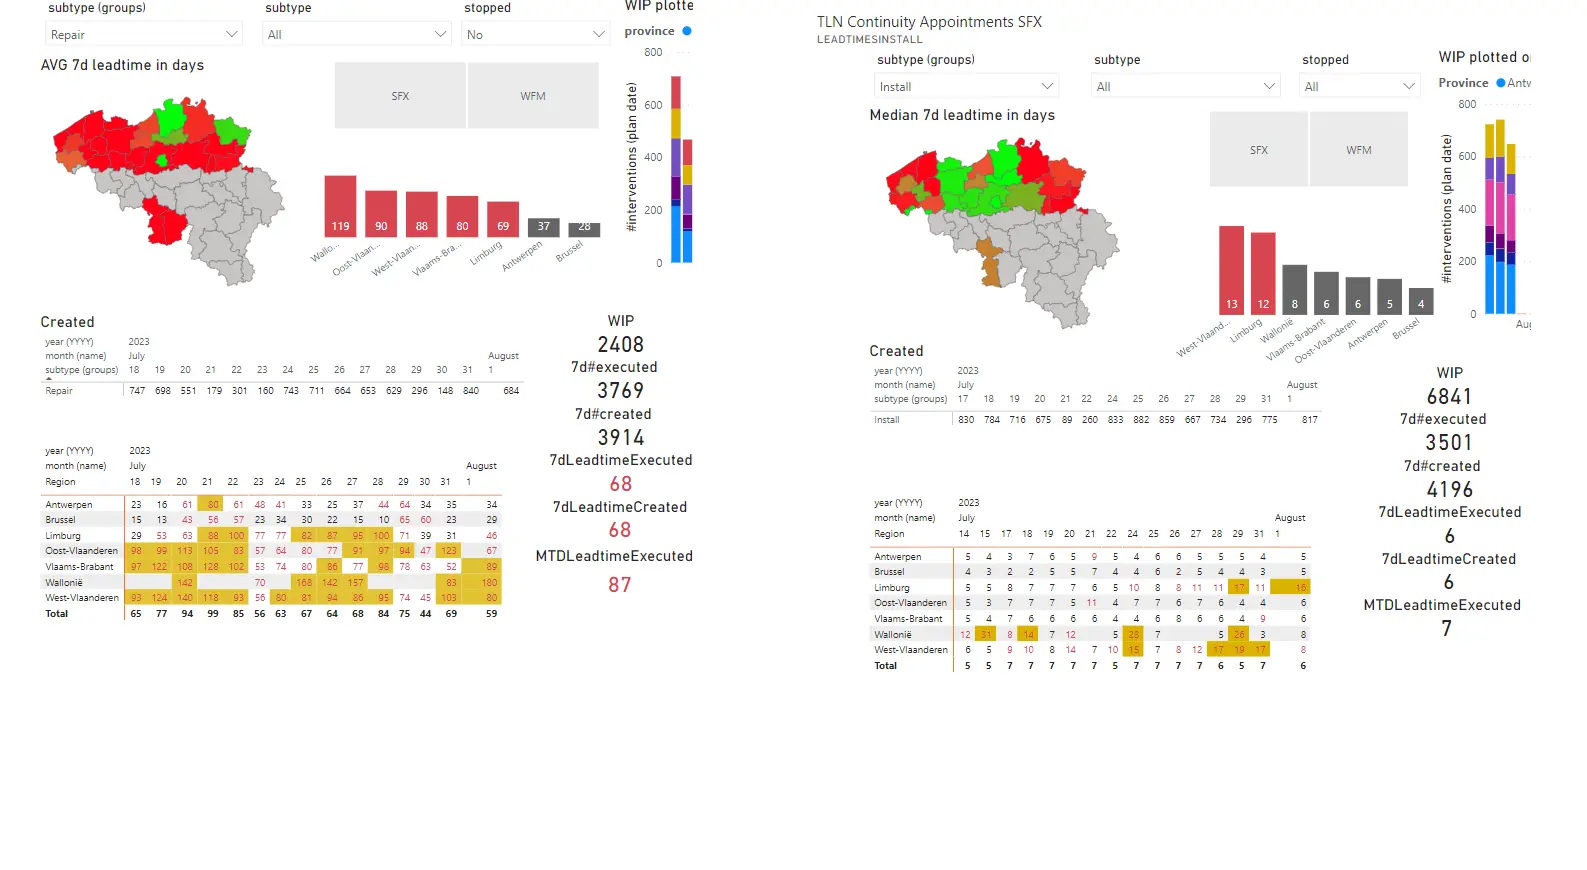 subtype (groups)
subtype
stopped
WIP plotte
Repair
All
No
province
AVG 7d leadtime in days
SFX
WFM
800
600
400
200
0
#interventions (plan date)
119
90
88
80
69
37
28
Wallo...
Oost-Vlaan...
West-Vlaan...
Vlaams-Bra...
Limburg
Antwerpen
Brussel
Created
year (YYYY) 2023
month (name) July August
subtype (groups) 18 19 20 21 22 23 24 25 26 27 28 29 30 31 1
Repair 747 698 551 179 301 160 743 711 664 653 629 296 148 840 684
WIP
2408
7d#executed
3769
7d#created
3914
7dLeadtimeExecuted
68
7dLeadtimeCreated
68
MTDLeadtimeExecuted
87
year (YYYY) 2023
month (name) July August
Region 18 19 20 21 22 23 24 25 26 27 28 29 30 31 1
Antwerpen 23 16 61 80 61 48 41 33 25 37 44 64 34 35 34
Brussel 15 13 43 56 57 23 34 30 22 15 10 65 60 23 29
Limburg 29 53 63 88 100 77 77 82 87 95 100 71 39 31 46
Oost-Vlaanderen 98 99 113 105 83 57 64 80 77 91 97 94 47 123 67
Vlaams-Brabant 97 122 108 128 102 53 74 80 86 77 98 78 63 52 89
Wallonië 142 70 168 142 157 83 180
West-Vlaanderen 93 124 140 118 93 56 80 81 94 86 95 74 45 103 80
Total 65 77 94 99 85 56 63 67 64 68 84 75 44 69 59
TLN Continuity Appointments SFX
LEADTIMESINSTALL
subtype (groups)
subtype
stopped
WIP plotted o
Install
All
All
Province Antw
Median 7d leadtime in days
SFX
WFM
800
600
400
200
0
#interventions (plan date)
Aug
13
12
8
6
6
5
4
West-Vlaand...
Limburg
Wallonië
Vlaams-Brabant
Oost-Vlaanderen
Antwerpen
Brussel
Created
year (YYYY) 2023
month (name) July August
subtype (groups) 17 18 19 20 21 22 24 25 26 27 28 29 31 1
Install 830 784 716 675 89 260 833 882 859 667 734 296 775 817
WIP
6841
7d#executed
3501
7d#created
4196
7dLeadtimeExecuted
6
7dLeadtimeCreated
6
MTDLeadtimeExecuted
7
year (YYYY) 2023
month (name) July August
Region 14 15 17 18 19 20 21 22 24 25 26 27 28 29 31 1
Antwerpen 5 4 3 7 6 5 9 5 4 6 6 5 5 5 4 5
Brussel 4 3 2 2 5 5 7 4 4 6 2 5 4 4 3 5
Limburg 5 5 8 7 7 7 6 5 10 8 8 11 11 17 11 16
Oost-Vlaanderen 5 3 7 7 7 5 11 4 7 7 6 7 6 4 4 6
Vlaams-Brabant 5 4 7 6 6 6 6 4 4 6 8 6 6 4 9 6
Wallonië 12 31 8 14 7 12 5 28 7 5 26 3 8
West-Vlaanderen 6 5 9 10 8 14 7 10 15 7 8 12 17 19 17 8
Total 5 5 7 7 7 7 7 5 7 7 7 7 6 5 7 6